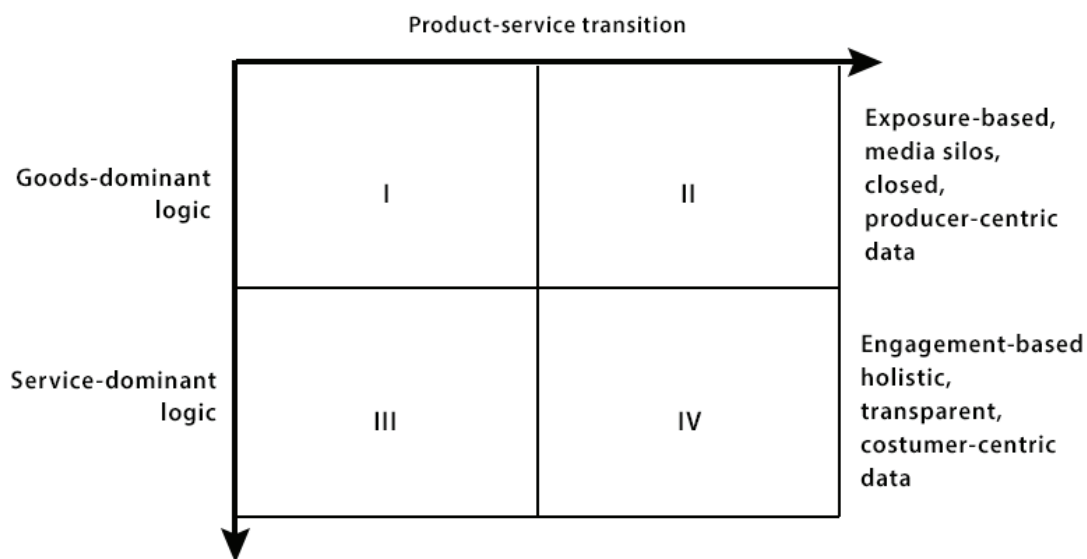 Product-service transition
Goods-dominant
logic
I
II
Exposure-based,
media silos,
closed,
producer-centric
data
Service-dominant
logic
III
IV
Engagement-based
holistic,
transparent,
costumer-centric
data